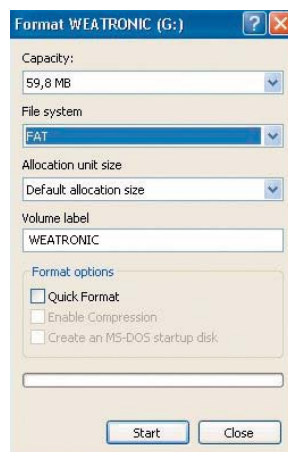 Format WEATRONIC (G:)
Capacity:
59,8 MB
File system
FAT
Allocation unit size
Default allocation size
Volume label
WEATRONIC
Format options
Quick Format
Enable Compression
Create an MS-DOS startup disk
Start Close